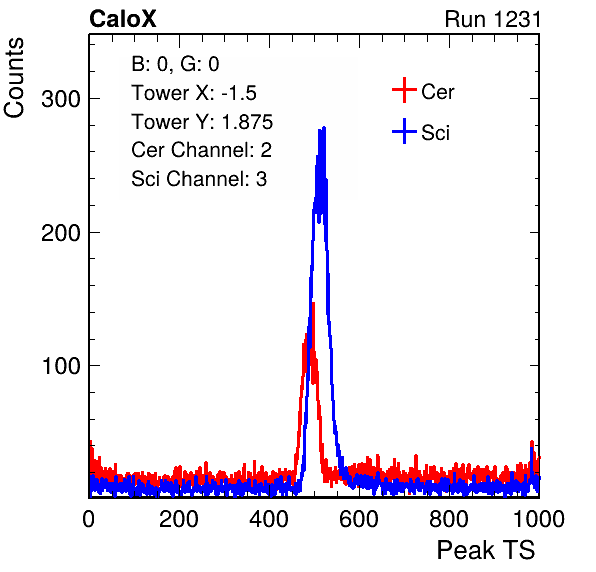 CaloX
Run 1231
Counts
B: 0, G: 0
Tower X: -1.5
Tower Y: 1.875
Cer Channel: 2
Sci Channel: 3
Cer
Sci
300
200
100
0 200 400 600 800 1000
Peak TS